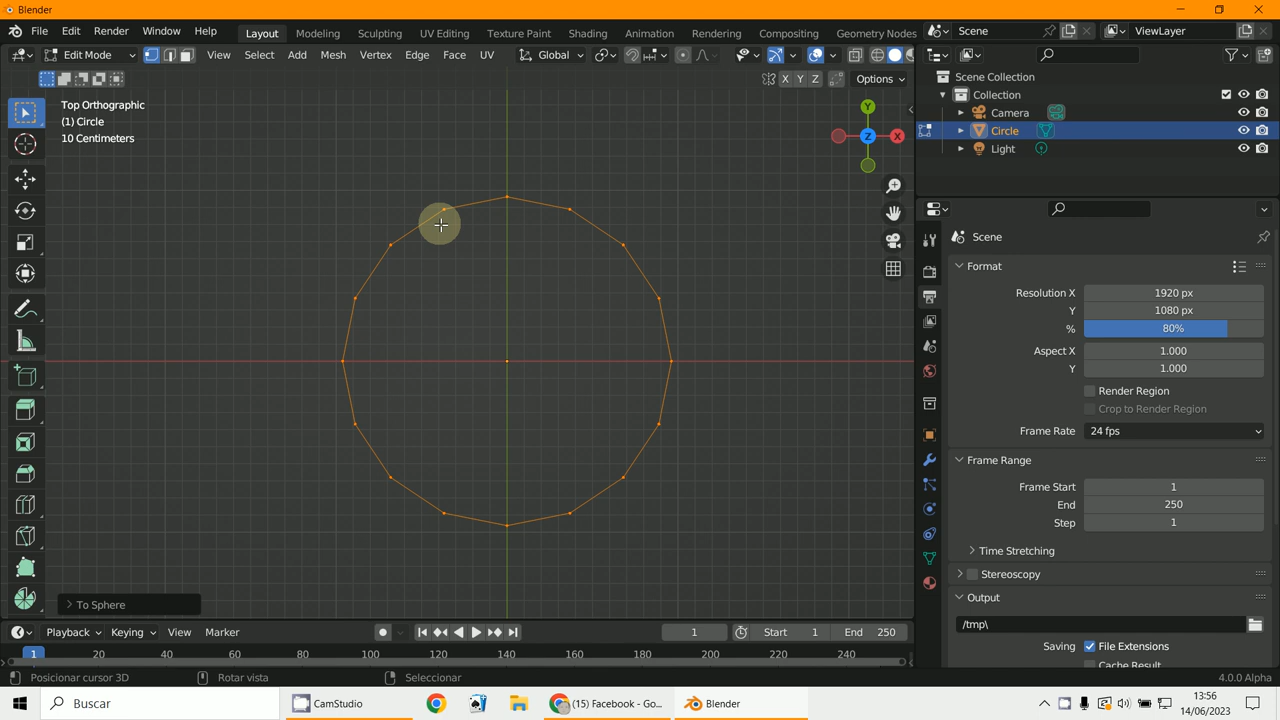 Blender
File Edit Render Window Help Layout Modeling Sculpting UV Editing Texture Paint Shading Animation Rendering Compositing Geometry Nodes Scene ViewLayer
Edit Mode View Select Add Mesh Vertex Edge Face UV Global
X Y Z Options
Top Orthographic
(1) Circle
10 Centimeters
Y
Z X
To Sphere
Scene Collection
Collection
Camera
Circle
Light
Scene
Format
Resolution X 1920 px
Y 1080 px
% 80%
Aspect X 1.000
Y 1.000
Render Region
Crop to Render Region
Frame Rate 24 fps
Frame Range
Frame Start 1
End 250
Step 1
Time Stretching
Stereoscopy
Output
/tmp\
Saving File Extensions
Cache Result
Playback Keying View Marker 1 Start 1 End 250
1 20 40 60 80 100 120 140 160 180 200 220 240
Posicionar cursor 3D Rotar vista Seleccionar 4.0.0 Alpha
Buscar CamStudio (15) Facebook - Go... Blender 13:56
14/06/2023